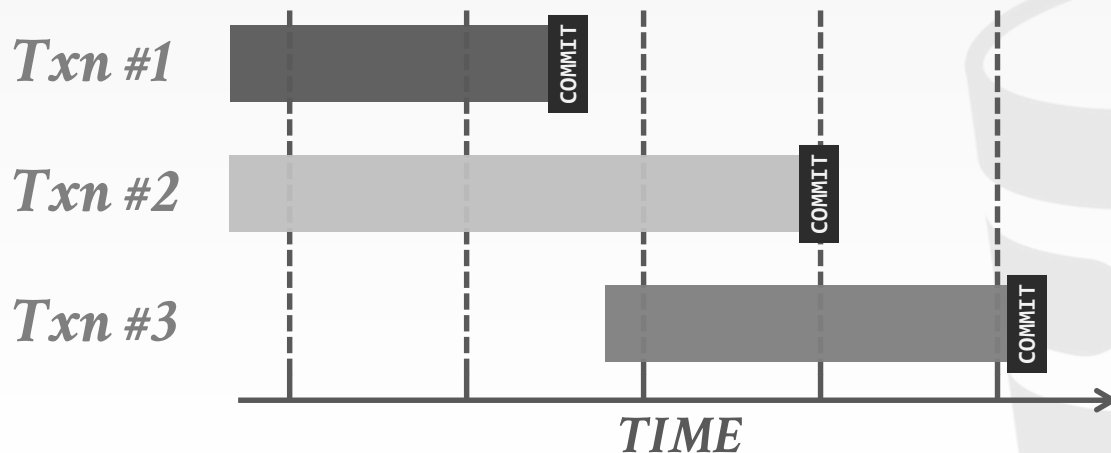 Txn #1
COMMIT
Txn #2
COMMIT
Txn #3
COMMIT
TIME